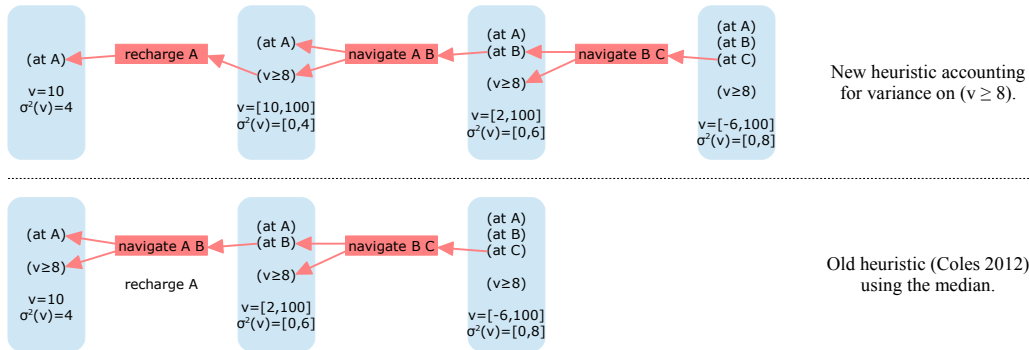 (at A)
v=10
σ²(v)=4
recharge A
(at A)
(v≥8)
v=[10,100]
σ²(v)=[0,4]
navigate A B
(at A)
(at B)
(v≥8)
v=[2,100]
σ²(v)=[0,6]
navigate B C
(at A)
(at B)
(at C)
(v≥8)
v=[-6,100]
σ²(v)=[0,8]
New heuristic accounting
for variance on (v ≥ 8).
(at A)
(v≥8)
v=10
σ²(v)=4
navigate A B
recharge A
(at A)
(at B)
(v≥8)
v=[2,100]
σ²(v)=[0,6]
navigate B C
(at A)
(at B)
(at C)
(v≥8)
v=[-6,100]
σ²(v)=[0,8]
Old heuristic (Coles 2012)
using the median.